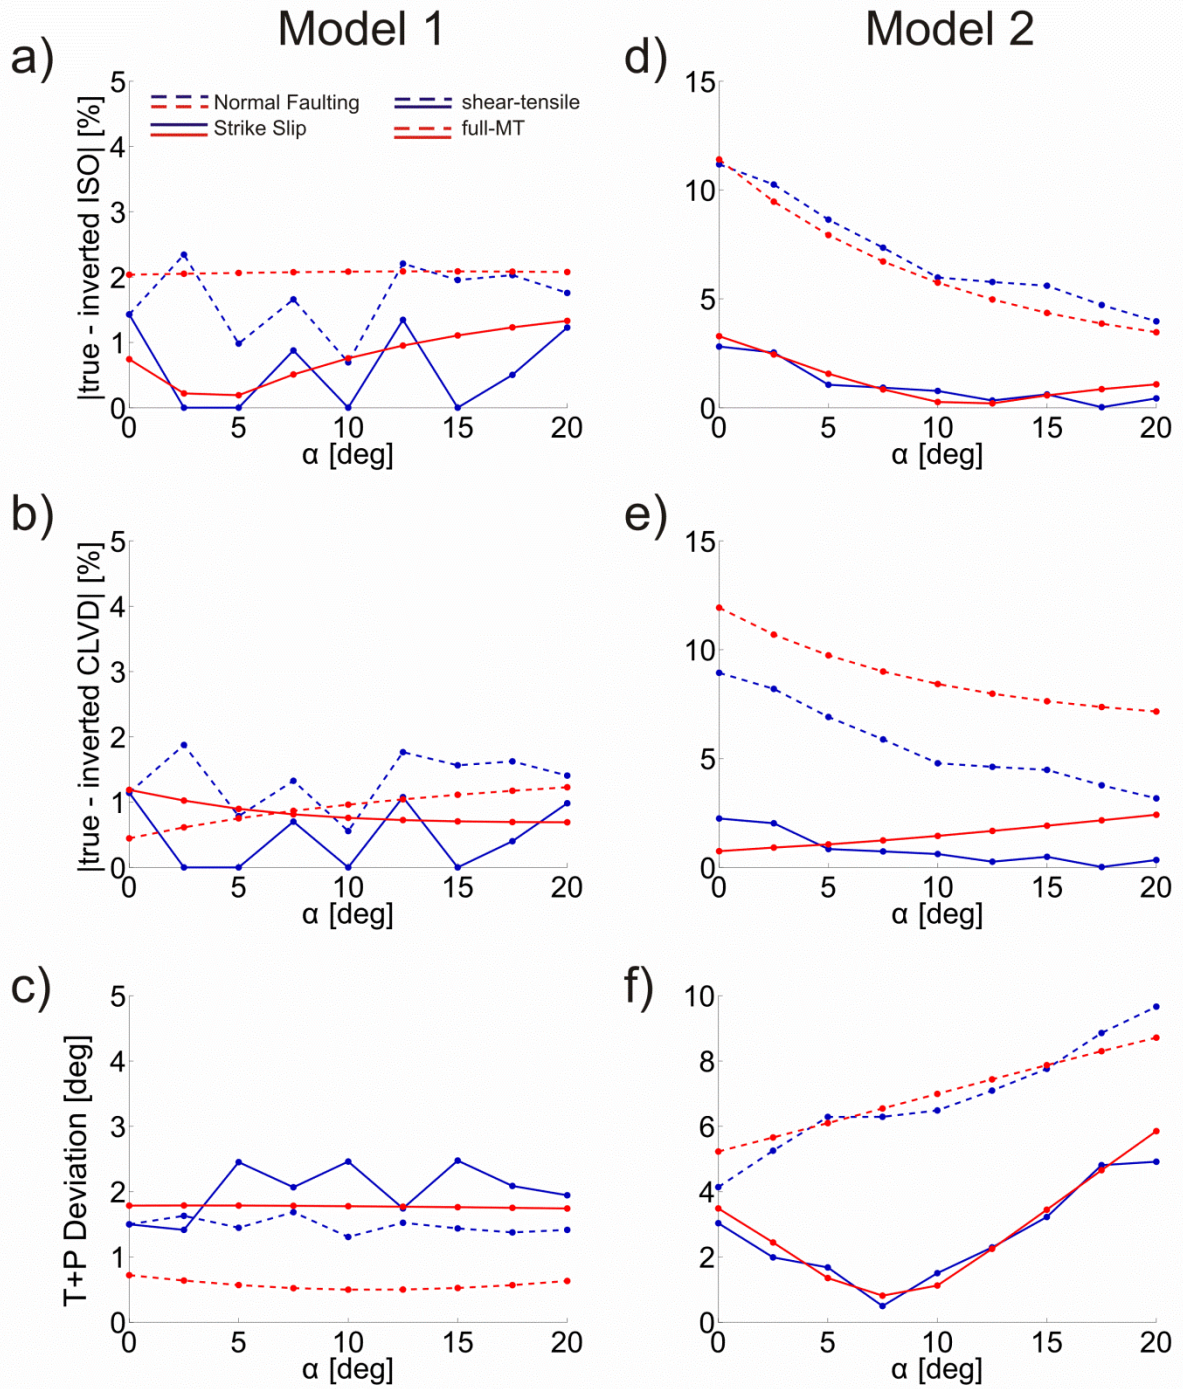 Model 1
Model 2
a)
|true - inverted ISO| [%]
5
4
3
2
1
0
Normal Faulting
Strike Slip
shear-tensile
full-MT
0 5 10 15 20
α [deg]
d)
15
10
5
0
0 5 10 15 20
α [deg]
b)
|true - inverted CLVD| [%]
5
4
3
2
1
0
0 5 10 15 20
α [deg]
e)
15
10
5
0
0 5 10 15 20
α [deg]
c)
T+P Deviation [deg]
5
4
3
2
1
0
0 5 10 15 20
α [deg]
f)
10
8
6
4
2
0
0 5 10 15 20
α [deg]